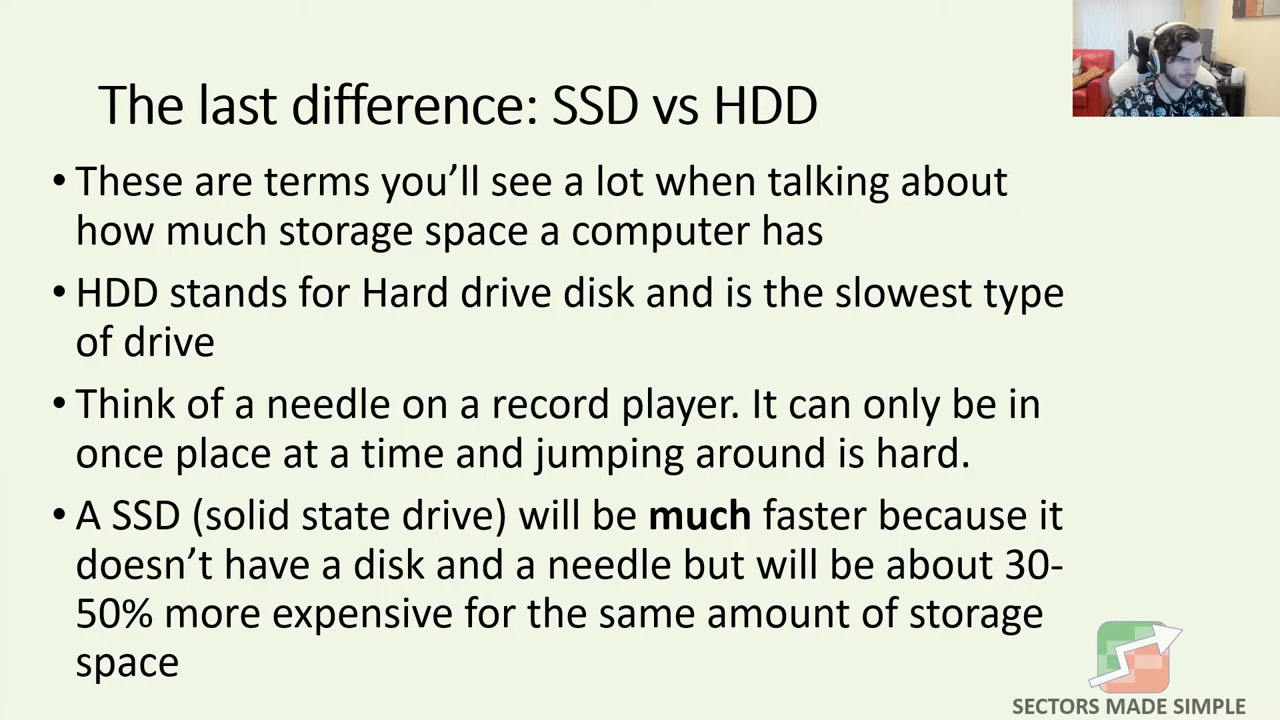 The last difference: SSD vs HDD
• These are terms you’ll see a lot when talking about
how much storage space a computer has
• HDD stands for Hard drive disk and is the slowest type
of drive
• Think of a needle on a record player. It can only be in
once place at a time and jumping around is hard.
• A SSD (solid state drive) will be much faster because it
doesn’t have a disk and a needle but will be about 30-
50% more expensive for the same amount of storage
space
SECTORS MADE SIMPLE